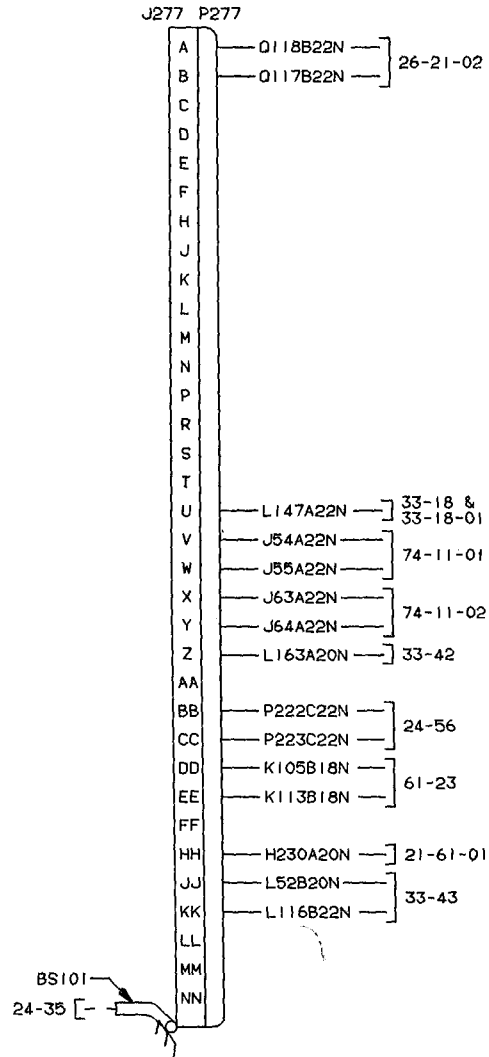 J277 P277
A Q118B22N
B Q117B22N
26-21-02
C
D
E
F
H
J
K
L
M
N
P
R
S
T
U L147A22N
33-18 &
33-18-01
V J54A22N
W J55A22N
74-11-01
X J63A22N
Y J64A22N
74-11-02
Z L163A20N 33-42
AA
BB P222C22N
CC P223C22N
24-56
DD K105B18N
EE K113B18N
61-23
FF
HH H230A20N 21-61-01
JJ L52B20N
KK L116B22N
33-43
LL
MM
NN
BS101
24-35